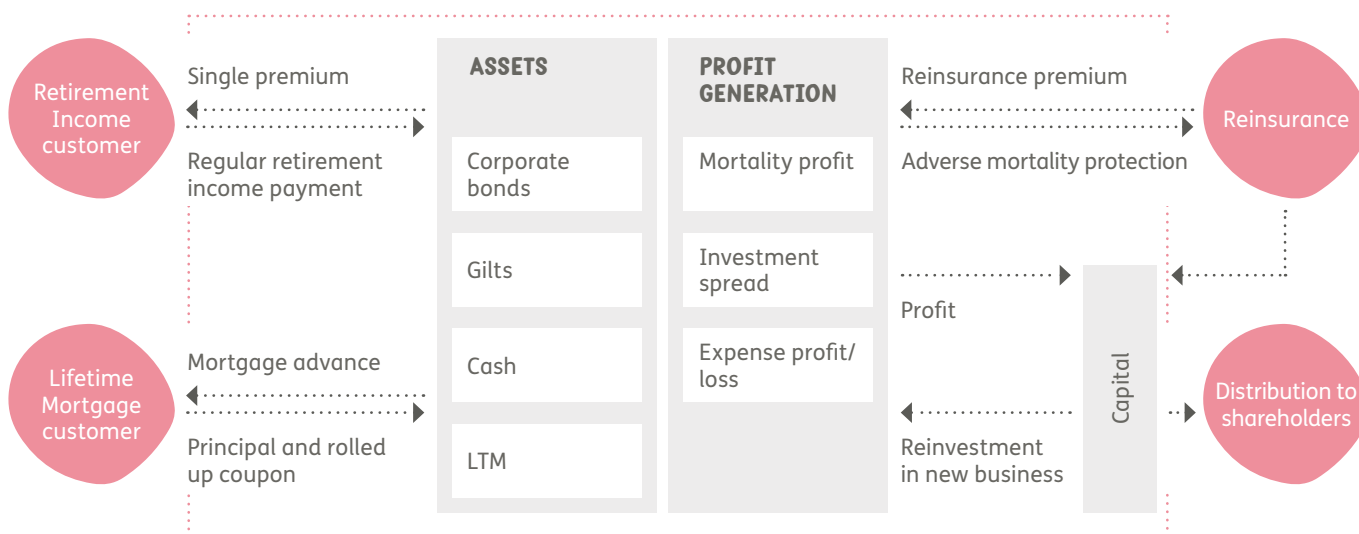 Retirement
Income
customer
Single premium
Regular retirement
income payment
Lifetime
Mortgage
customer
Mortgage advance
Principal and rolled
up coupon
ASSETS
Corporate
bonds
Gilts
Cash
LTM
PROFIT
GENERATION
Mortality profit
Investment
spread
Expense profit/
loss
Reinsurance premium
Adverse mortality protection
Profit
Reinvestment
in new business
Capital
Reinsurance
Distribution to
shareholders